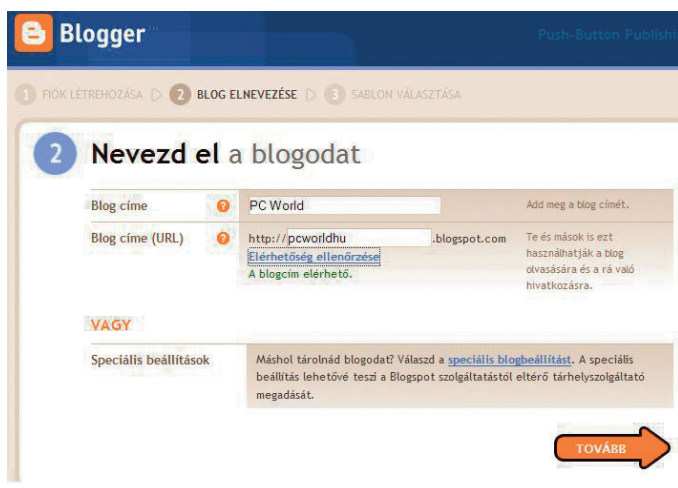 Blogger™
Push-Button Publishi
1 FIÓK LÉTREHOZÁSA 2 BLOG ELNEVEZÉSE 3 SABLON VÁLASZTÁSA
2 Nevezd el a blogodat
Blog címe ? PC World Add meg a blog címét.
Blog címe (URL) ? http:// pcworldhu .blogspot.com
Elérhetőség ellenőrzése
A blogcím elérhető.
Te és mások is ezt
használhatják a blog
olvasására és a rá való
hivatkozásra.
VAGY
Speciális beállítások
Máshol tárolnád blogodat? Válaszd a speciális blogbeállítást. A speciális
beállítás lehetővé teszi a Blogspot szolgáltatástól eltérő tárhelyszolgáltató
megadását.
TOVÁBB